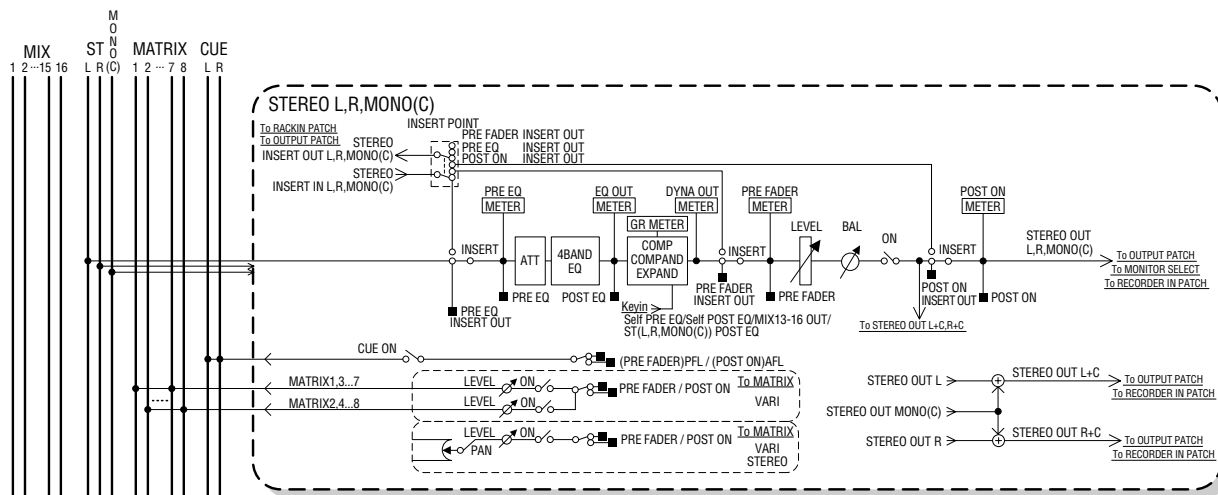 MIX
ST
MONO(C)
MATRIX
CUE
1 2 ··· 15 16
L R (C)
1 2 ··· 7 8
L R
STEREO L,R,MONO(C)
To RACKIN PATCH
To OUTPUT PATCH
INSERT POINT
STEREO
INSERT OUT L,R,MONO(C)
STEREO
INSERT IN L,R,MONO(C)
PRE FADER INSERT OUT
PRE EQ INSERT OUT
POST ON INSERT OUT
PRE EQ
METER
EQ OUT
METER
DYNA OUT
METER
PRE FADER
METER
POST ON
METER
GR METER
LEVEL
BAL
ON
INSERT
ATT
4BAND
EQ
COMP
COMPAND
EXPAND
INSERT
INSERT
STEREO OUT
L,R,MONO(C)
To OUTPUT PATCH
To MONITOR SELECT
To RECORDER IN PATCH
PRE EQ
POST EQ
PRE FADER
INSERT OUT
PRE FADER
POST ON
INSERT OUT
POST ON
PRE EQ
INSERT OUT
Keyin
Self PRE EQ/Self POST EQ/MIX13-16 OUT/
ST(L,R,MONO(C)) POST EQ
To STEREO OUT L+C,R+C
CUE ON
(PRE FADER)PFL / (POST ON)AFL
MATRIX1,3...7
LEVEL
ON
PRE FADER / POST ON
To MATRIX
VARI
MATRIX2,4...8
LEVEL
ON
LEVEL
ON
PAN
PRE FADER / POST ON
To MATRIX
VARI
STEREO
STEREO OUT L
STEREO OUT L+C
To OUTPUT PATCH
To RECORDER IN PATCH
STEREO OUT MONO(C)
STEREO OUT R
STEREO OUT R+C
To OUTPUT PATCH
To RECORDER IN PATCH